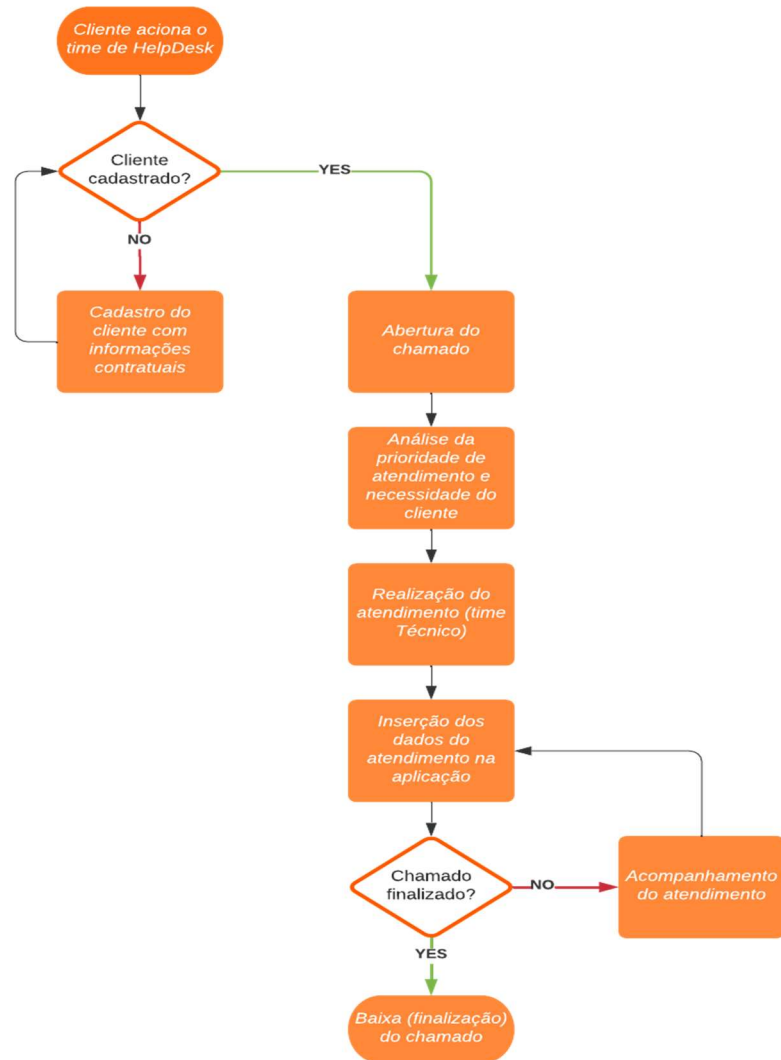 Cliente aciona o
time de HelpDesk
Cliente
cadastrado?
YES
NO
Cadastro do
cliente com
informações
contratuais
Abertura do
chamado
Análise da
prioridade de
atendimento e
necessidade do
cliente
Realização do
atendimento (time
Técnico)
Inserção dos
dados do
atendimento na
aplicação
Chamado
finalizado?
NO
Acompanhamento
do atendimento
YES
Baixa (finalização)
do chamado